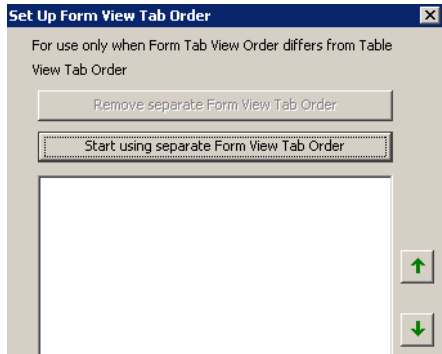 Set Up Form View Tab Order
For use only when Form Tab View Order differs from Table
View Tab Order
Remove separate Form View Tab Order
Start using separate Form View Tab Order